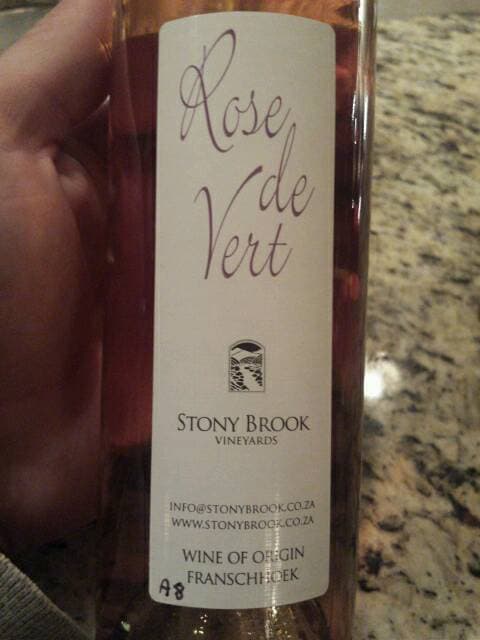 Rose
de
Vert
STONY BROOK
VINEYARDS
INFO@STONYBROOK.CO.ZA
WWW.STONYBROOK.CO.ZA
WINE OF ORIGIN
FRANSCHHOEK
A8